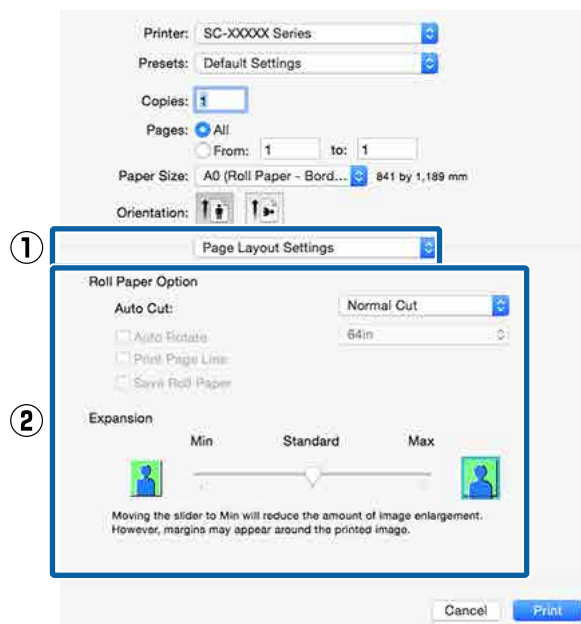 Printer: SC-XXXXX Series
Presets: Default Settings
Copies: 1
Pages: All
From: 1 to: 1
Paper Size: A0 (Roll Paper - Bord... 841 by 1,189 mm
Orientation:
① Page Layout Settings
Roll Paper Option
Auto Cut: Normal Cut
Auto Rotate 64in
Print Page Line
Save Roll Paper
②
Expansion
Min Standard Max
Moving the slider to Min will reduce the amount of image enlargement.
However, margins may appear around the printed image.
Cancel Print